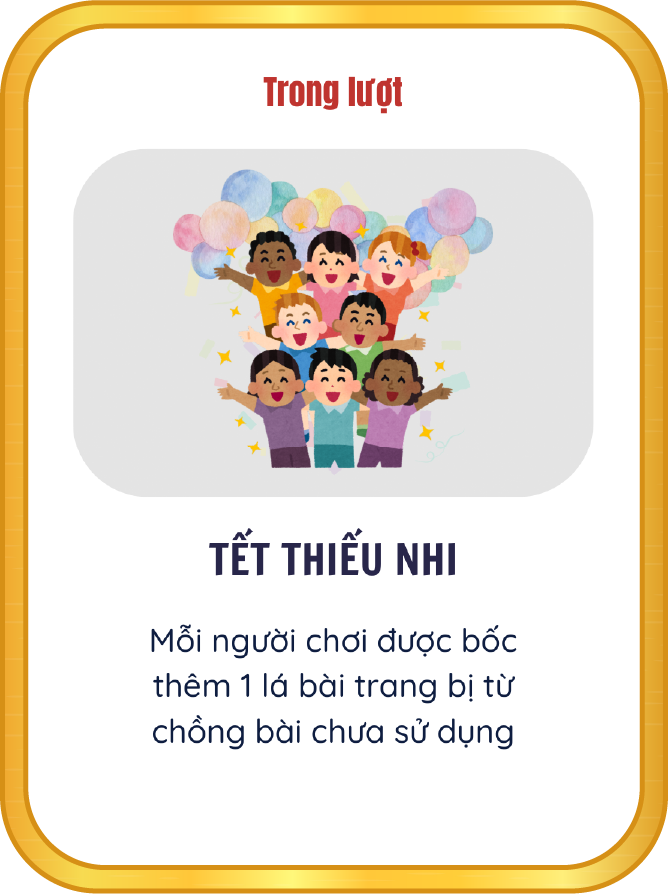 Trong lượt
TẾT THIẾU NHI
Mỗi người chơi được bốc
thêm 1 lá bài trang bị từ
chồng bài chưa sử dụng